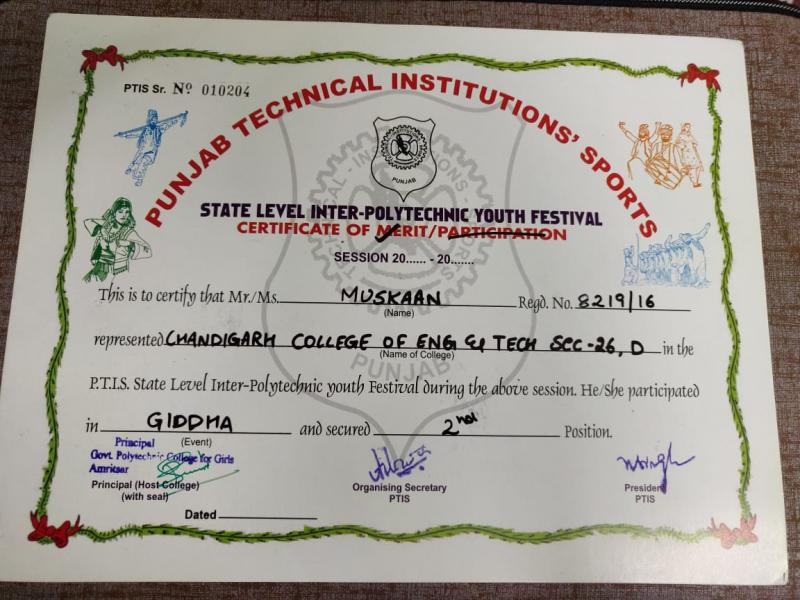 PTIS Sr. Nº 010204
PUNJAB TECHNICAL INSTITUTIONS' SPORTS
PUNJAB
STATE LEVEL INTER-POLYTECHNIC YOUTH FESTIVAL
CERTIFICATE OF MERIT/PARTICIPATION
SESSION 20...... - 20.......
This is to certify that Mr./Ms. MUSKAAN Regd. No. 8219/16
(Name)
represented CHANDIGARH COLLEGE OF ENG & TECH SEC-26, D in the
(Name of College)
PUNJAB
P.T.I.S. State Level Inter-Polytechnic youth Festival during the above session. He/She participated
in GIDDHA and secured 2nd Position.
(Event)
Principal
Govt. Polytechnic College for Girls
Amritsar
Principal (Host College)
(with seal)
Organising Secretary
PTIS
President
PTIS
Dated